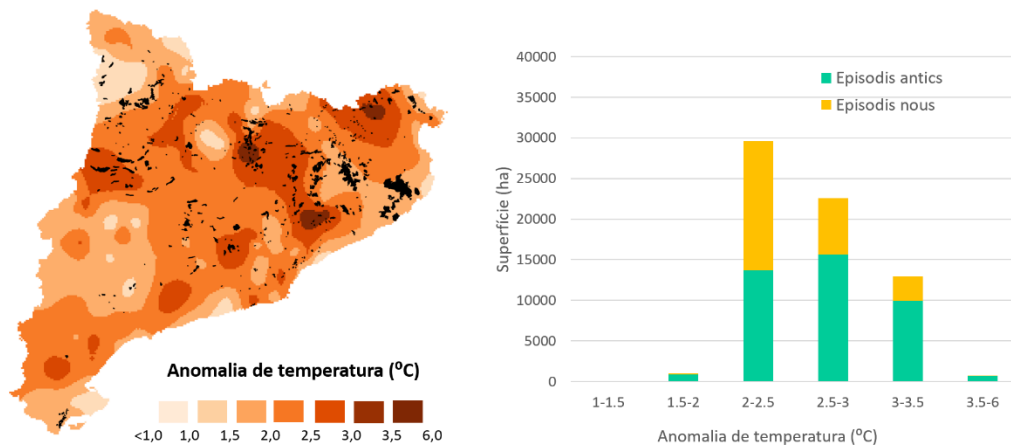 Anomalia de temperatura (⁰C)
<1,0 1,0 1,5 2,0 2,5 3,0 3,5 6,0
40000
35000
30000
25000
20000
15000
10000
5000
0
Superfície (ha)
Episodis antics
Episodis nous
1-1.5 1.5-2 2-2.5 2.5-3 3-3.5 3.5-6
Anomalia de temperatura (⁰C)